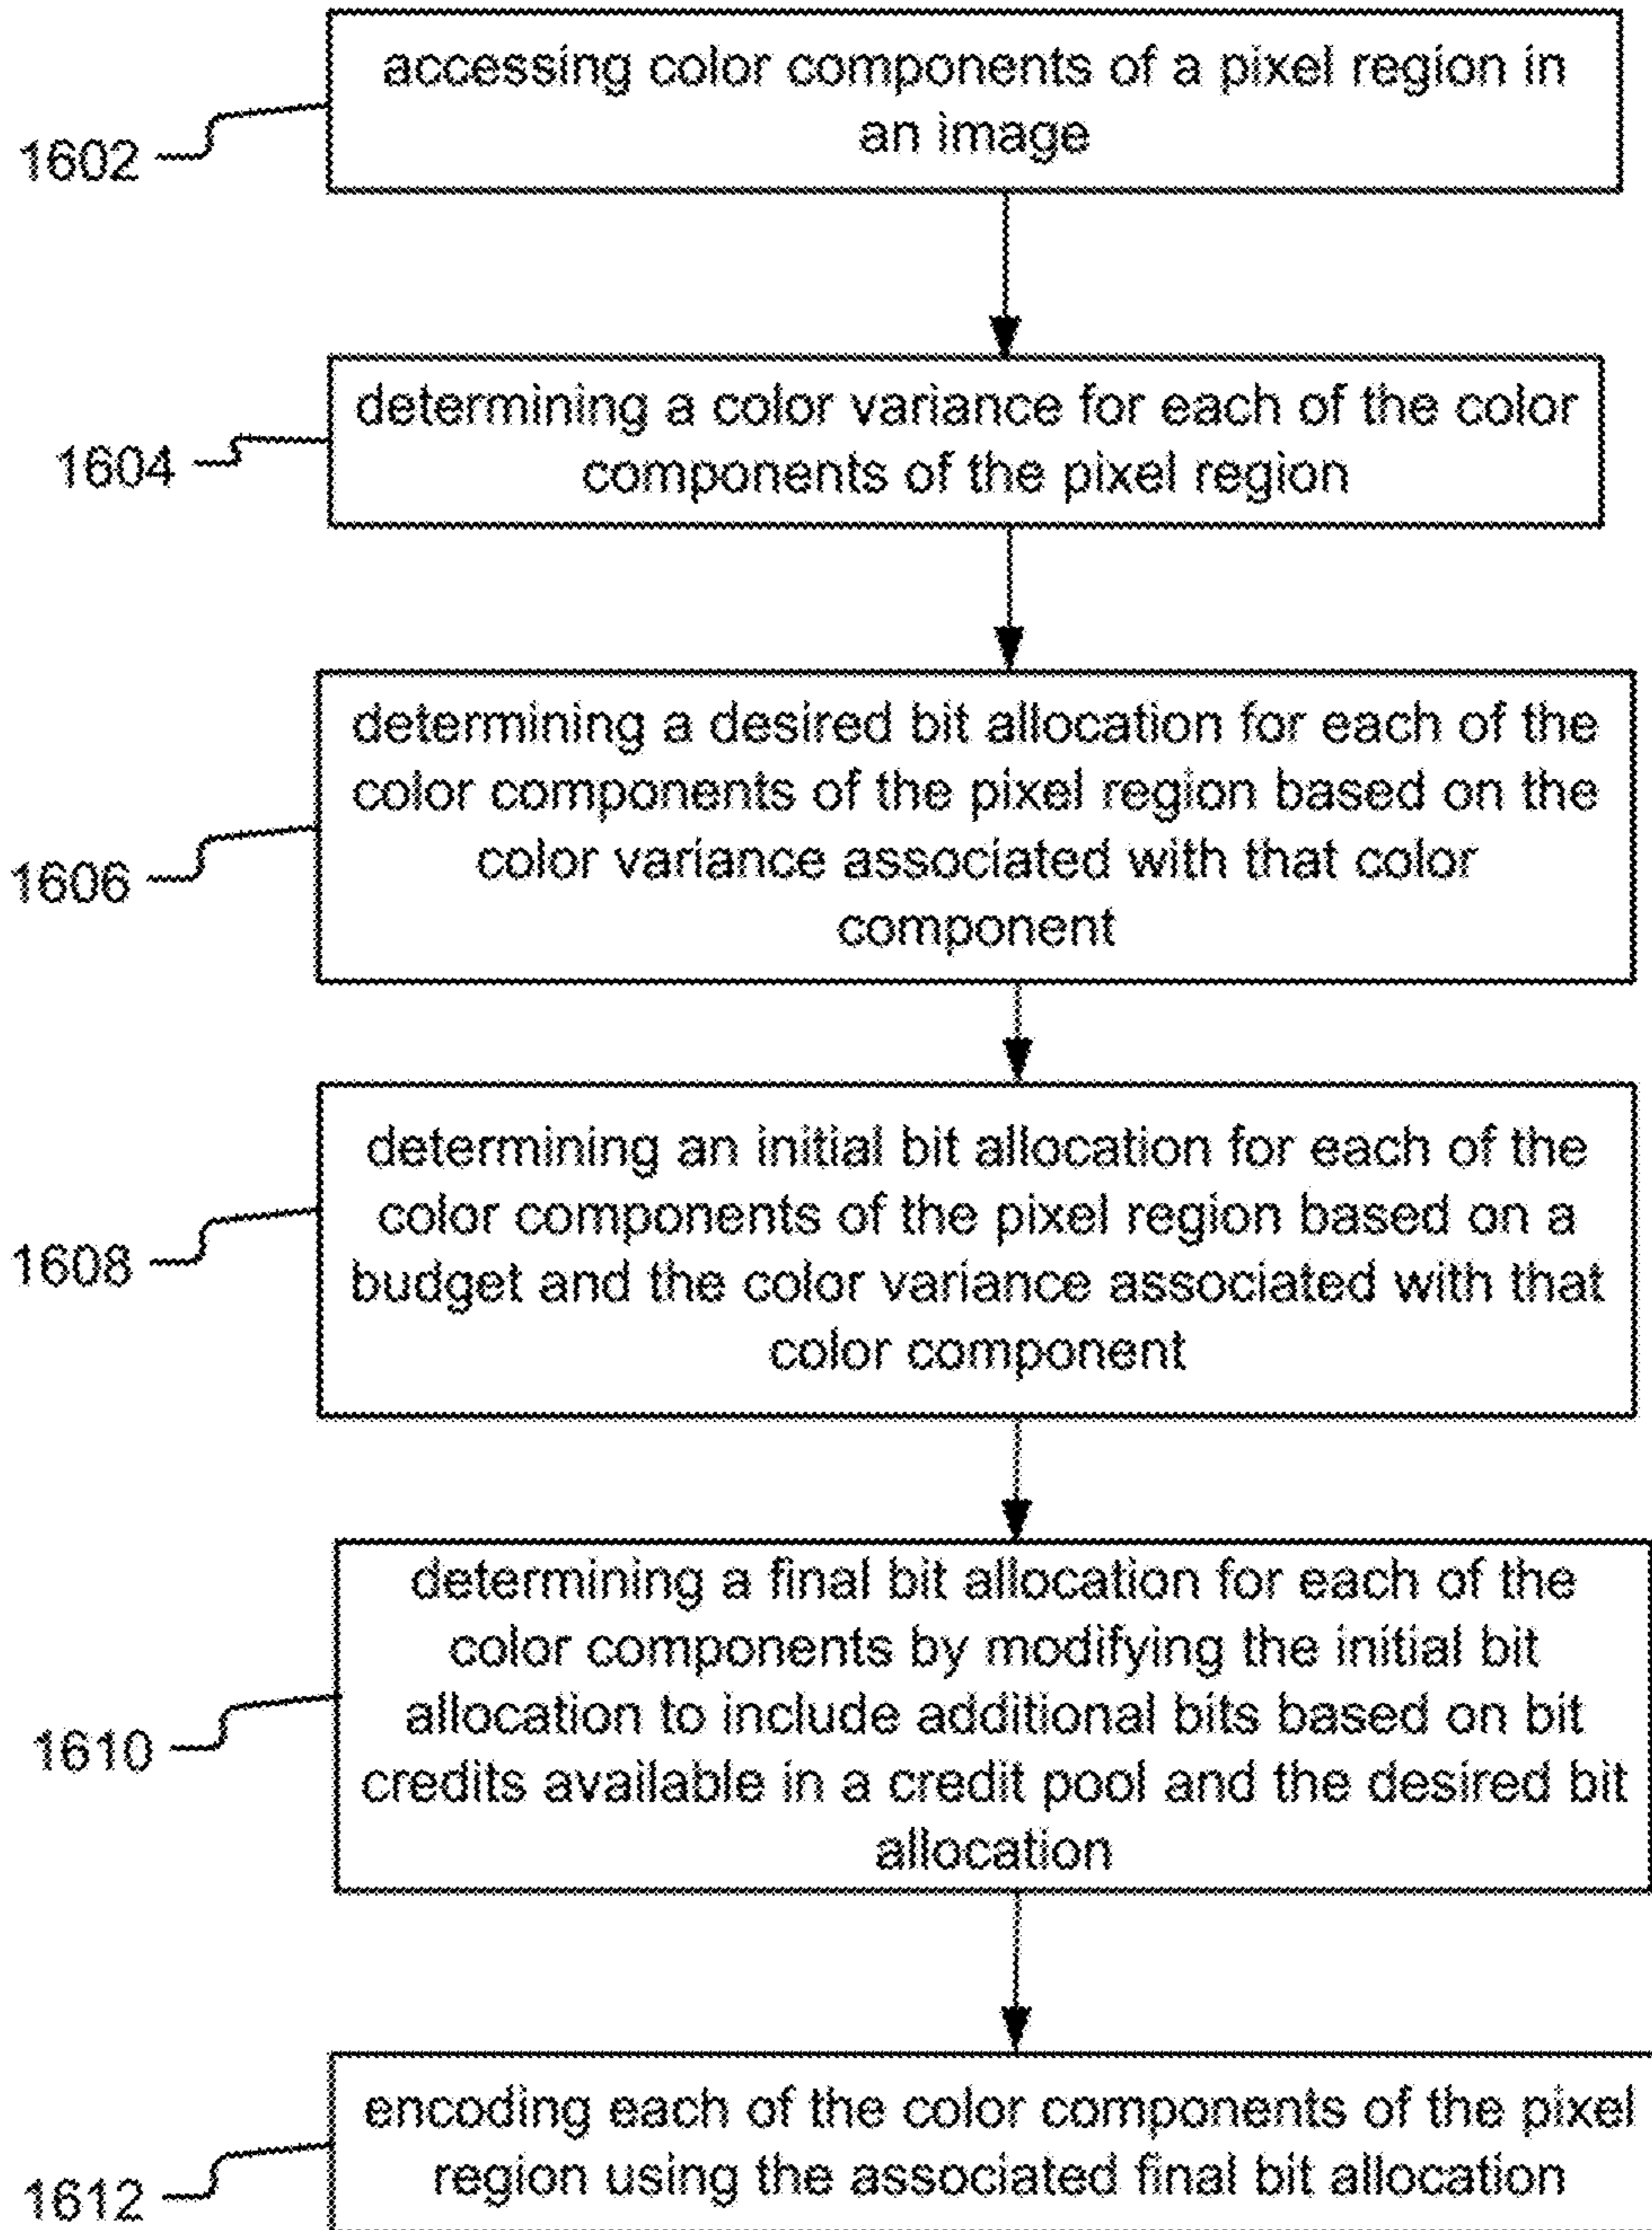 accessing color components of a pixel region in
an image
1602
determining a color variance for each of the color
components of the pixel region
1604
determining a desired bit allocation for each of the
color components of the pixel region based on the
color variance associated with that color
component
1606
determining an initial bit allocation for each of the
color components of the pixel region based on a
budget and the color variance associated with that
color component
1608
determining a final bit allocation for each of the
color components by modifying the initial bit
allocation to include additional bits based on bit
credits available in a credit pool and the desired bit
allocation
1610
encoding each of the color components of the pixel
region using the associated final bit allocation
1612